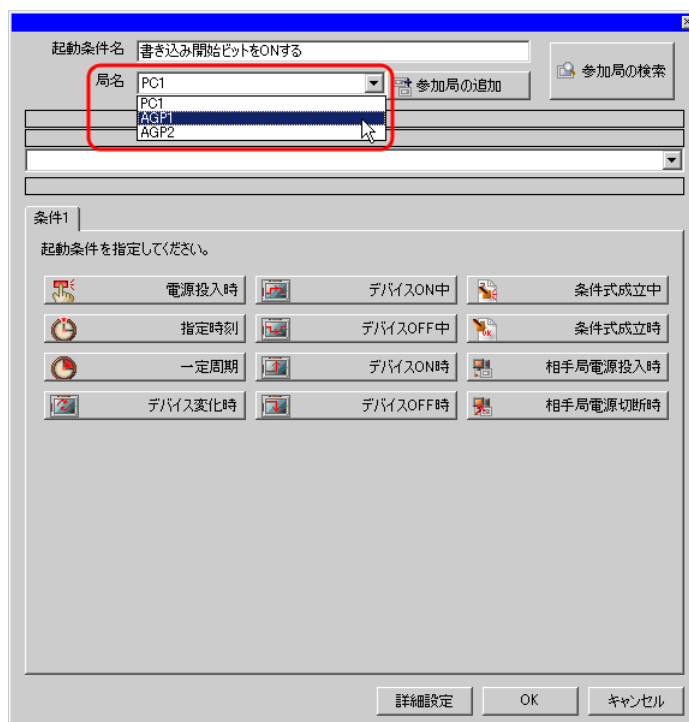 起動条件名 書き込み開始ビットをONする
局名 PC1 参加局の追加 参加局の検索
PC1
AGP1
AGP2
条件1
起動条件を指定してください。
電源投入時 デバイスON中 条件式成立中
指定時刻 デバイスOFF中 条件式成立時
一定周期 デバイスON時 相手局電源投入時
デバイス変化時 デバイスOFF時 相手局電源切断時
詳細設定 OK キャンセル